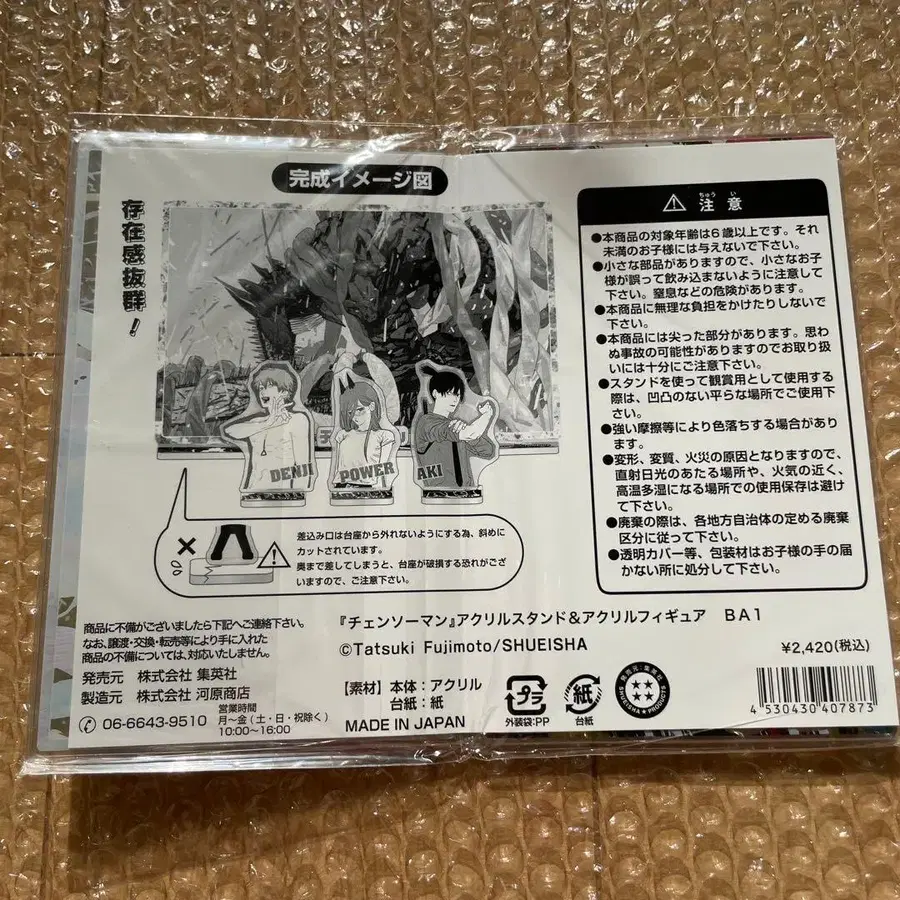 完成イメージ図
存在感抜群!
DENJI
POWER
AKI
差込み口は台座から外れないようにする為、斜めに
カットされています。
奥まで差してしまうと、台座が破損する恐れがござ
いますので、ご注意下さい。
ちゅう い
注 意
●本商品の対象年齢は6歳以上です。それ
未満のお子様には与えないで下さい。
●小さな部品がありますので、小さなお子
様が誤って飲み込まないように注意して
下さい。窒息などの危険があります。
●本商品に無理な負担をかけたりしないで
下さい。
●本商品には尖った部分があります。思わ
ぬ事故の可能性がありますのでお取り扱
いには十分にご注意下さい。
●スタンドを使って観賞用として使用する
際は、凹凸のない平らな場所でご使用下
さい。
●強い摩擦等により色落ちする場合があり
ます。
●変形、変質、火災の原因となりますので、
直射日光のあたる場所や、火気の近く、
高温多湿になる場所での使用保存は避け
て下さい。
●廃棄の際は、各地方自治体の定める廃棄
区分に従って下さい。
●透明カバー等、包装材はお子様の手の届
かない所に処分して下さい。
商品に不備がございましたら下記へご連絡下さい。
なお、譲渡・交換・転売等により手に入れた
商品の不備については、対応いたしません。
発売元 株式会社 集英社
製造元 株式会社 河原商店
06-6643-9510
営業時間
月〜金(土・日・祝除く)
10:00〜16:00
『チェンソーマン』アクリルスタンド&アクリルフィギュア BA1
©Tatsuki Fujimoto/SHUEISHA
¥2,420(税込)
【素材】本体:アクリル
台紙:紙
MADE IN JAPAN
プラ
外装袋:PP
紙
台紙
発売元:集英社
SHUEISHA PRODUCTS
4 530430 407873